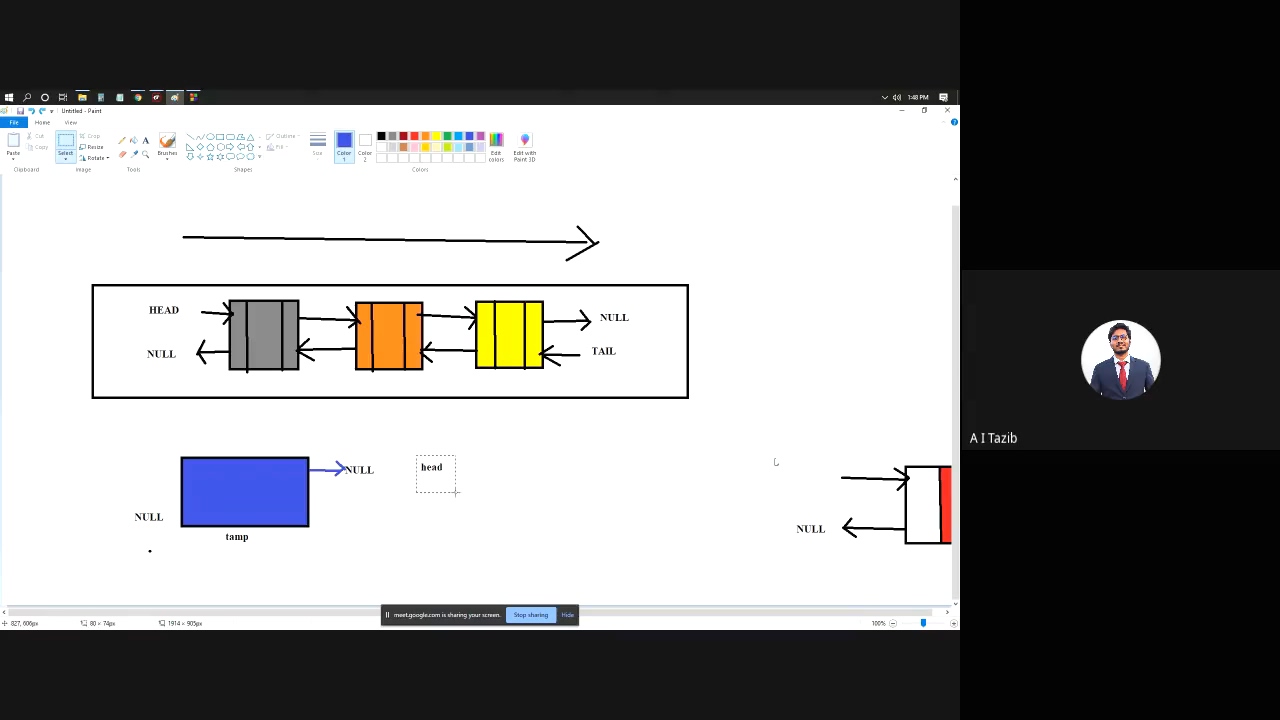 1:48 PM
Untitled - Paint
File Home View
Paste
Cut
Copy
Clipboard
Select
Crop
Resize
Rotate
Image
A
Tools
Brushes
Outline
Fill
Shapes
Size
Color 1
Color 2
Edit colors
Edit with Paint 3D
Colors
HEAD
NULL
NULL
TAIL
NULL
head
NULL
tamp
NULL
A I Tazib
meet.google.com is sharing your screen.
Stop sharing
Hide
827, 606px
80 × 74px
1914 × 905px
100%